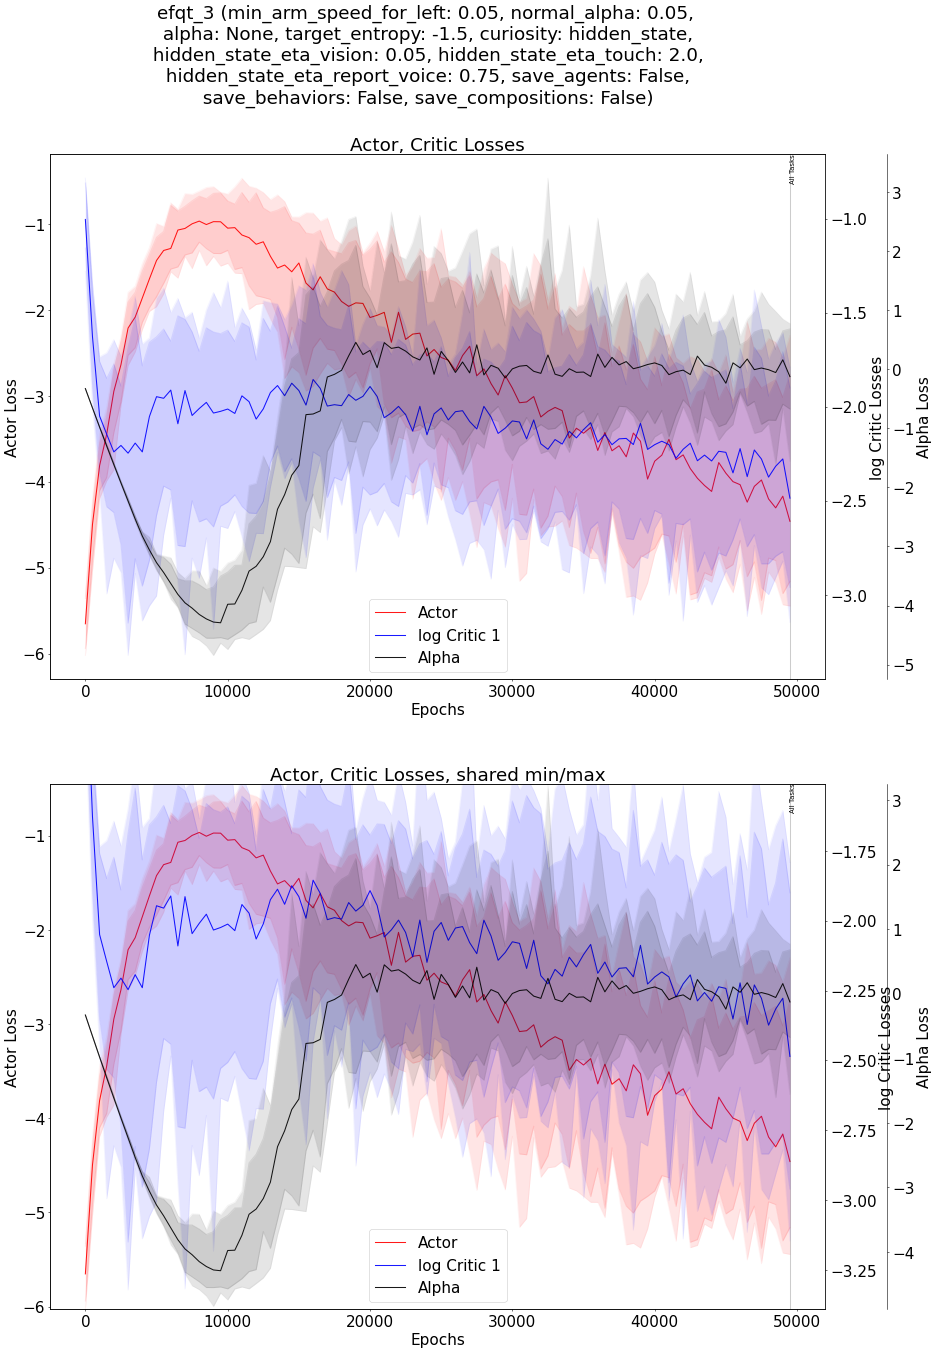 efqt_3 (min_arm_speed_for_left: 0.05, normal_alpha: 0.05,
alpha: None, target_entropy: -1.5, curiosity: hidden_state,
hidden_state_eta_vision: 0.05, hidden_state_eta_touch: 2.0,
hidden_state_eta_report_voice: 0.75, save_agents: False,
save_behaviors: False, save_compositions: False)
Actor, Critic Losses
All Tasks
Actor Loss
−1
−2
−3
−4
−5
−6
−1.0
−1.5
−2.0
−2.5
−3.0
log Critic Losses
3
2
1
0
−1
−2
−3
−4
−5
Alpha Loss
Actor
log Critic 1
Alpha
0
10000
20000
30000
40000
50000
Epochs
Actor, Critic Losses, shared min/max
All Tasks
Actor Loss
−1
−2
−3
−4
−5
−6
−1.75
−2.00
−2.25
−2.50
−2.75
−3.00
−3.25
log Critic Losses
3
2
1
0
−1
−2
−3
−4
Alpha Loss
Actor
log Critic 1
Alpha
0
10000
20000
30000
40000
50000
Epochs